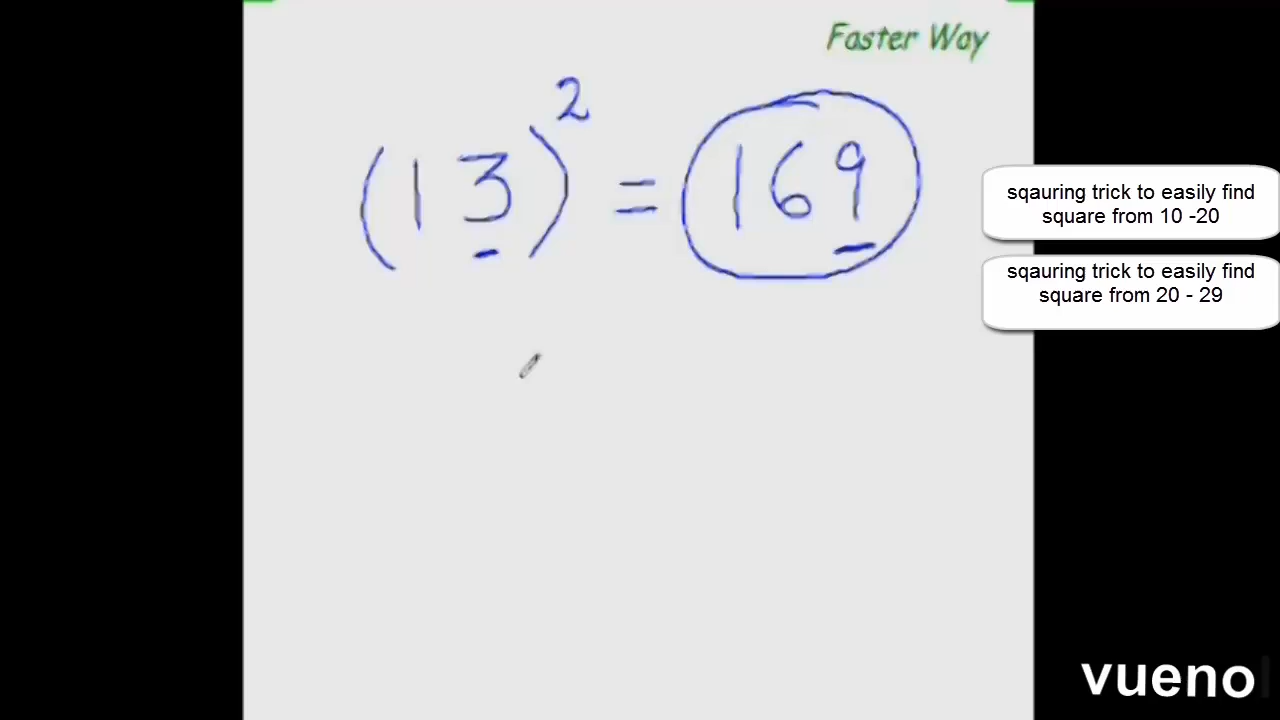 Faster Way
(13)² = 169
sqauring trick to easily find
square from 10 -20
sqauring trick to easily find
square from 20 - 29
vueno